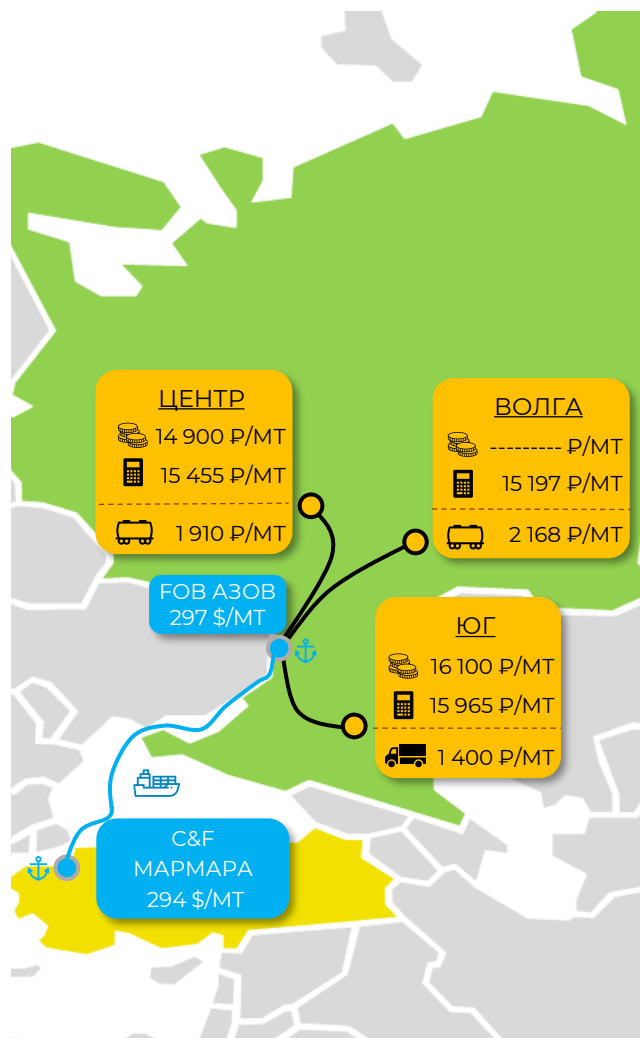 ЦЕНТР
14 900 ₽/МТ
15 455 ₽/МТ
1 910 ₽/МТ
ВОЛГА
--------- ₽/МТ
15 197 ₽/МТ
2 168 ₽/МТ
FОВ АЗОВ
297 $/МТ
ЮГ
16 100 ₽/МТ
15 965 ₽/МТ
1 400 ₽/МТ
C&F
МАРМАРА
294 $/МТ